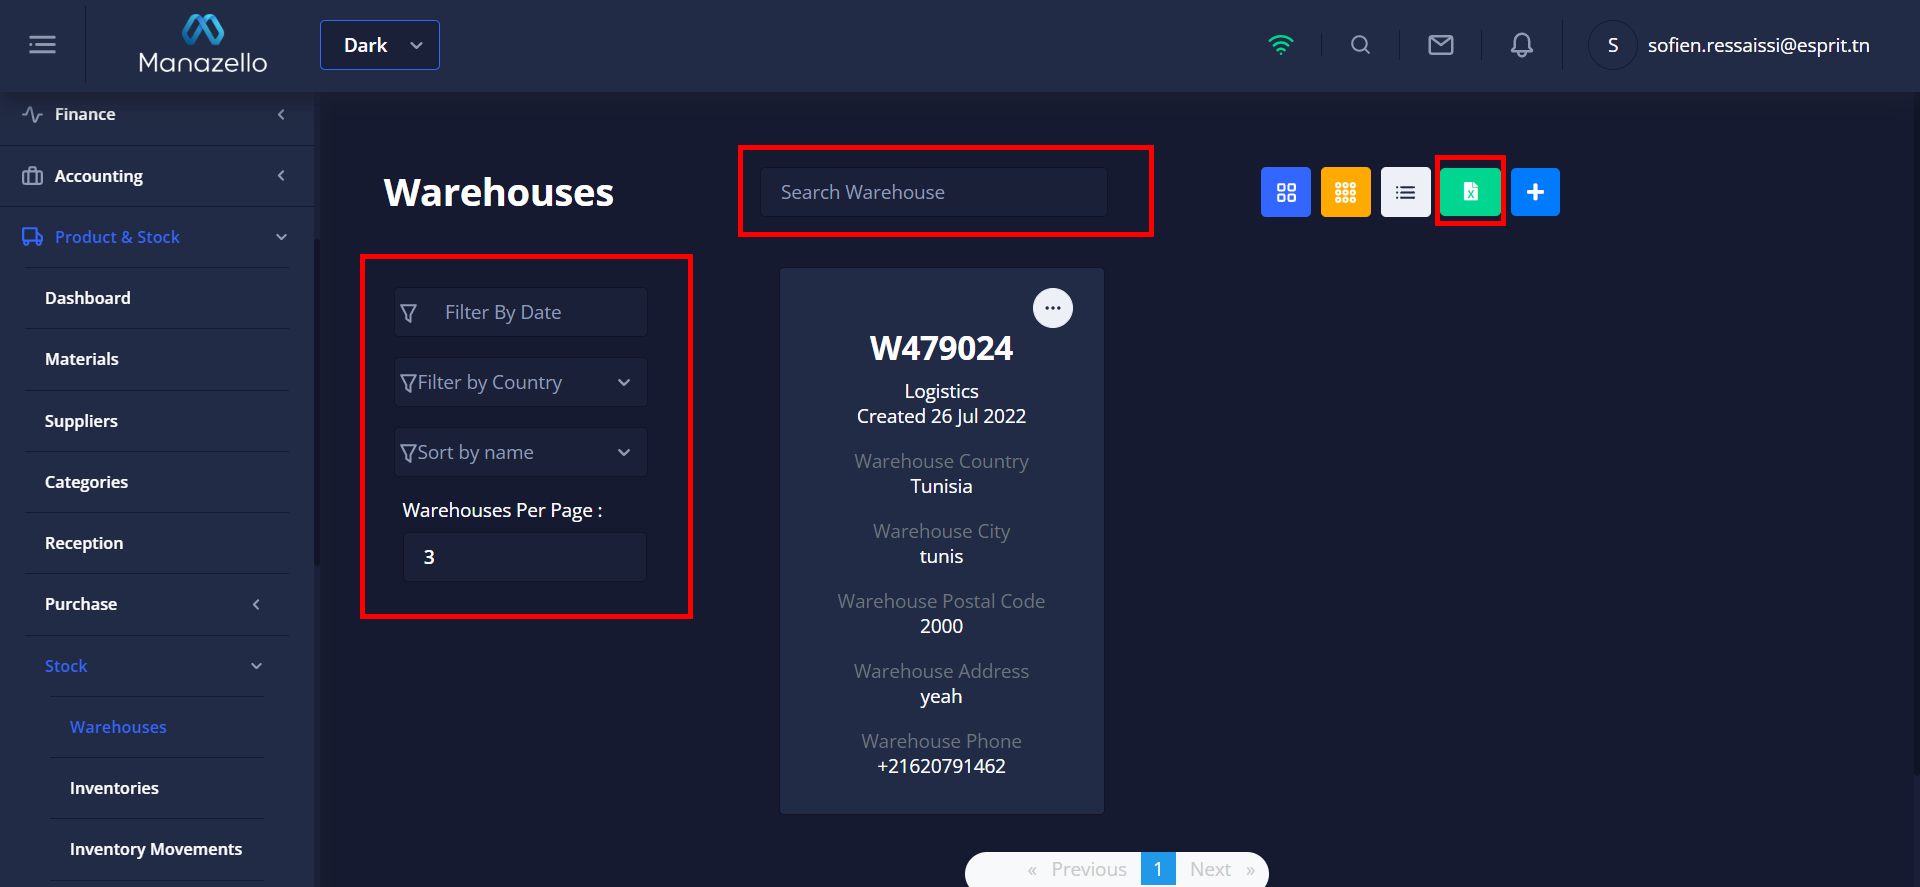 Manazello
Dark
S
sofien.ressaissi@esprit.tn
Finance
Accounting
Product & Stock
Dashboard
Materials
Suppliers
Categories
Reception
Purchase
Stock
Warehouses
Inventories
Inventory Movements
Warehouses
Search Warehouse
X
Filter By Date
Filter by Country
Sort by name
Warehouses Per Page :
3
W479024
Logistics
Created 26 Jul 2022
Warehouse Country
Tunisia
Warehouse City
tunis
Warehouse Postal Code
2000
Warehouse Address
yeah
Warehouse Phone
+21620791462
« Previous 1 Next »